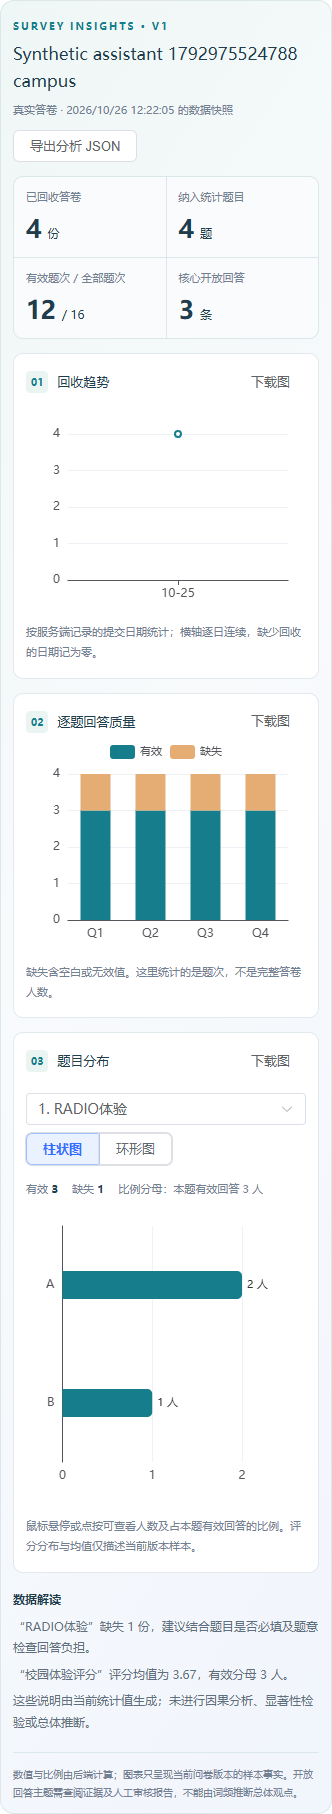 SURVEY INSIGHTS • V1
Synthetic assistant 1792975524788
campus
真实答卷 · 2026/10/26 12:22:05 的数据快照
导出分析 JSON
已回收答卷
4 份
纳入统计题目
4 题
有效题次 / 全部题次
12 / 16
核心开放回答
3 条
01 回收趋势 下载图
4
3
2
1
0
10-25
按服务端记录的提交日期统计；横轴逐日连续，缺少回收
的日期记为零。
02 逐题回答质量 下载图
有效 缺失
4
3
2
1
0
Q1 Q2 Q3 Q4
缺失含空白或无效值。这里统计的是题次，不是完整答卷
人数。
03 题目分布 下载图
1. RADIO体验
柱状图 环形图
有效 3 缺失 1 比例分母：本题有效回答 3 人
A 2 人
B 1 人
0 1 2
鼠标悬停或点按可查看人数及占本题有效回答的比例。评
分分布与均值仅描述当前版本样本。
数据解读
“RADIO体验”缺失 1 份，建议结合题目是否必填及题意
检查回答负担。
“校园体验评分”评分均值为 3.67，有效分母 3 人。
这些说明由当前统计值生成；未进行因果分析、显著性检
验或总体推断。
数值与比例由后端计算；图表只呈现当前问卷版本的样本事实。开放
回答主题需查阅证据及人工审核报告，不能由词频推断总体观点。